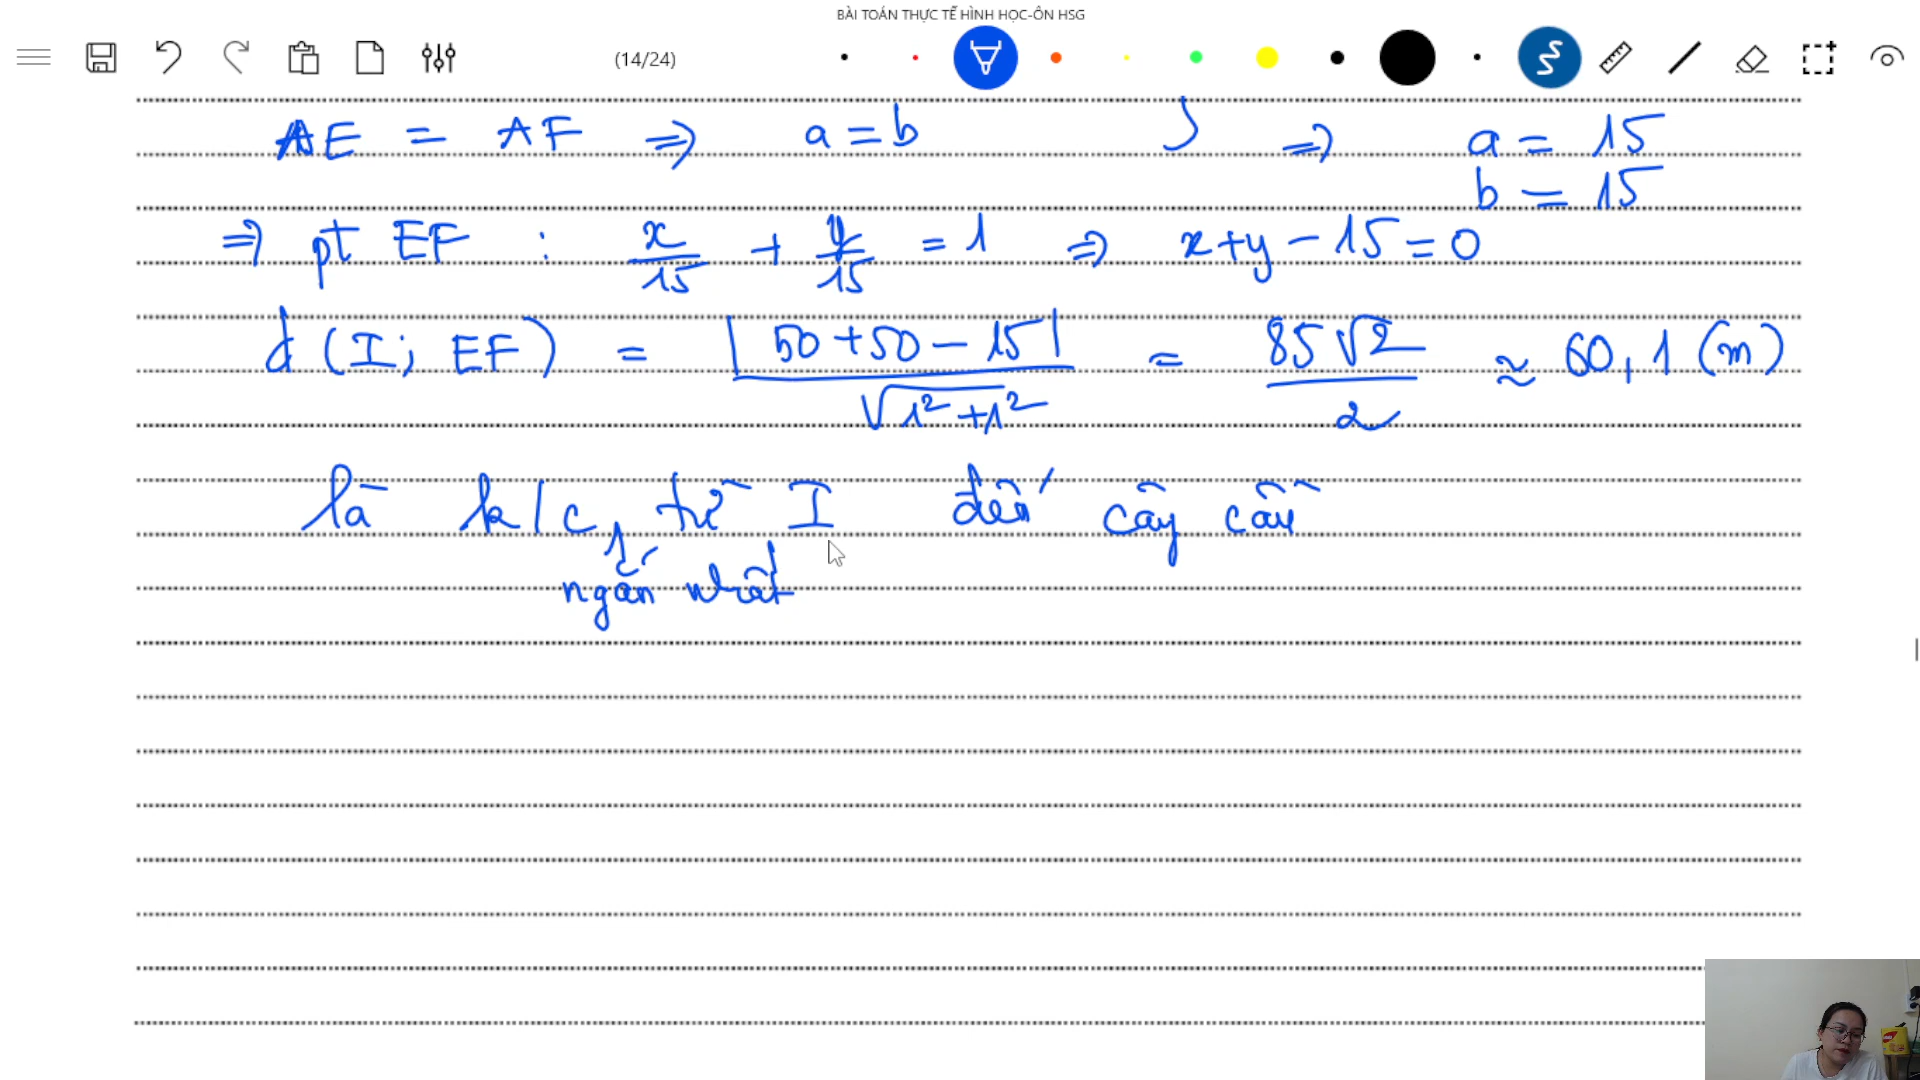 BÀI TOÁN THỰC TẾ HÌNH HỌC-ÔN HSG
(14/24)
AE = AF ⇒ a = b } ⇒ a = 15
b = 15
⇒ pt EF : x/15 + y/15 = 1 ⇒ x+y-15=0
d(I; EF) = |50+50-15| / √(1²+1²) = 85√2 / 2 ≈ 60,1 (m)
là k/c từ I đến cây cầu
ngắn nhất